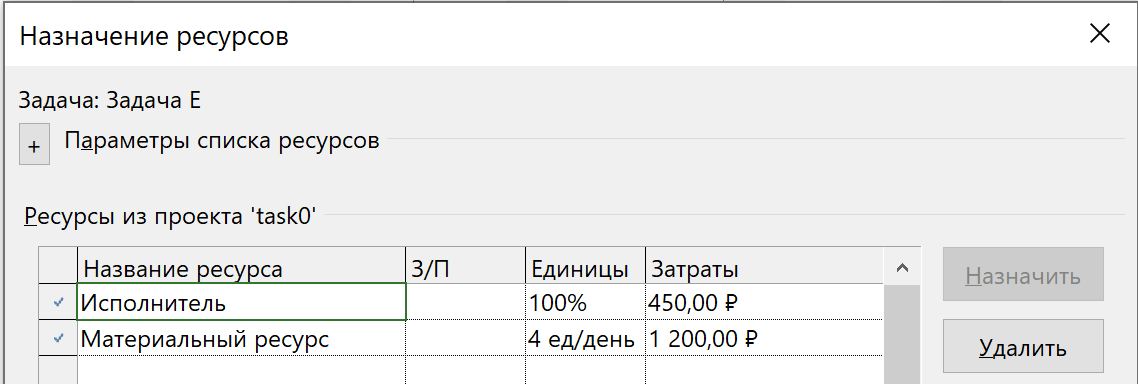 Назначение ресурсов
Задача: Задача Е
+ Параметры списка ресурсов
Ресурсы из проекта 'task0'
Название ресурса З/П Единицы Затраты
Исполнитель 100% 450,00 ₽
Материальный ресурс 4 ед/день 1 200,00 ₽
Назначить
Удалить